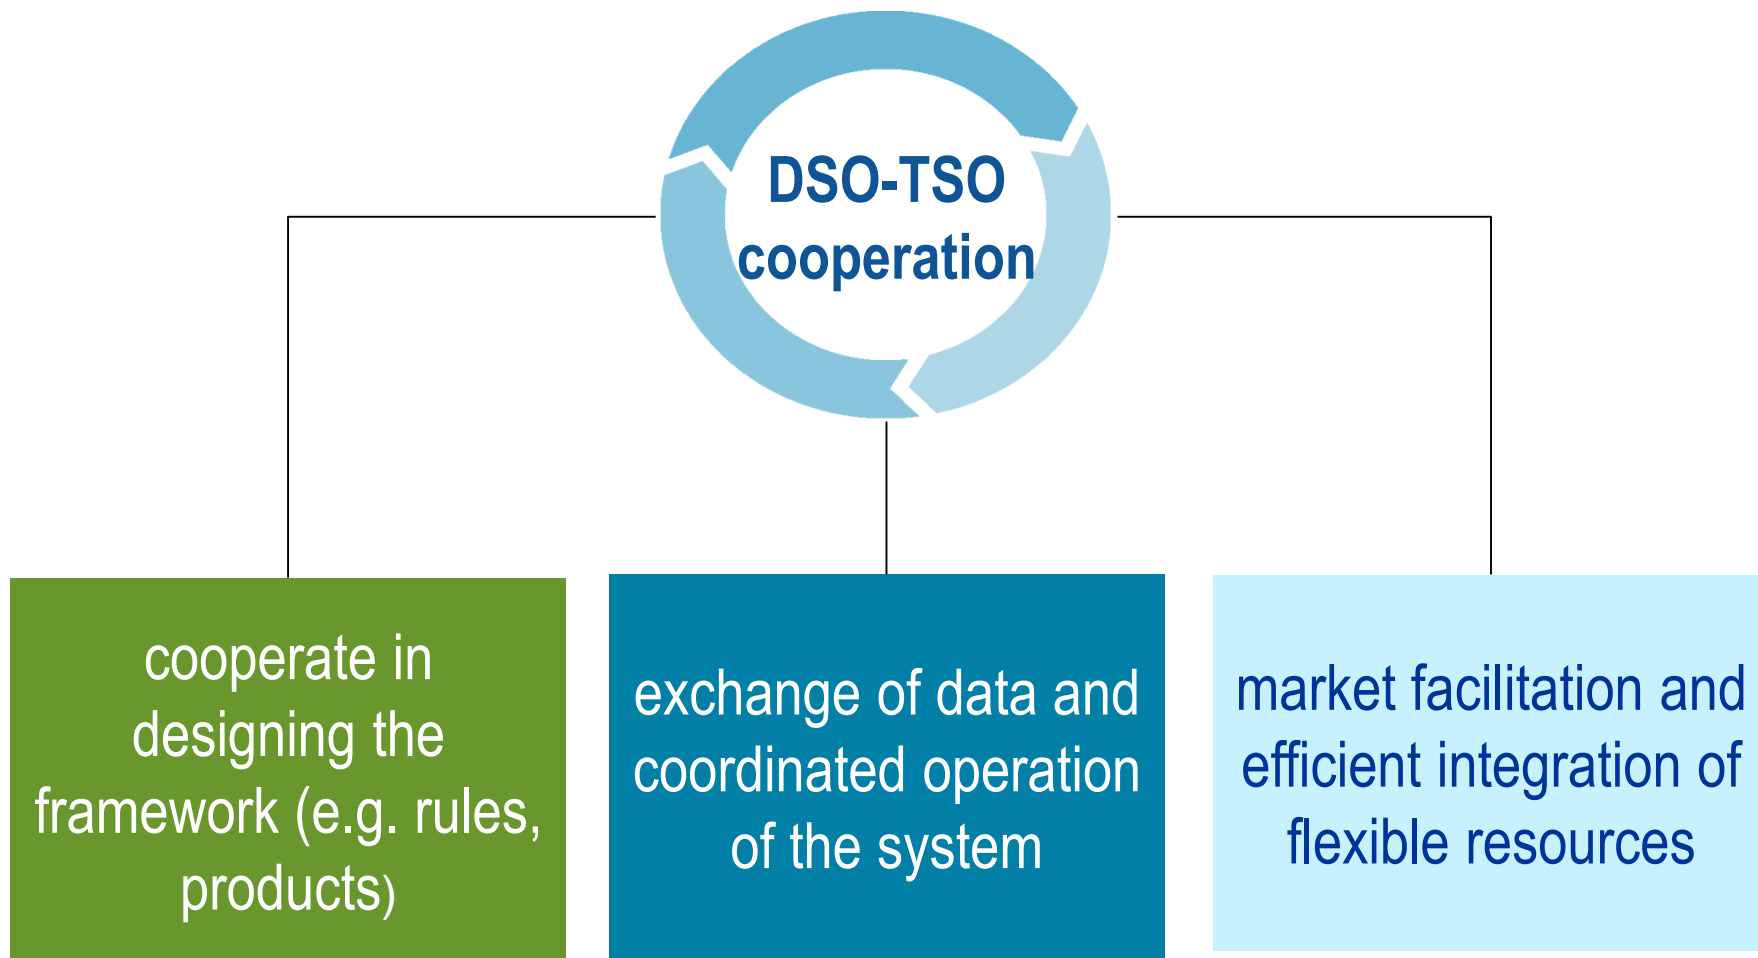 DSO-TSO
cooperation
cooperate in
designing the
framework (e.g. rules,
products)
exchange of data and
coordinated operation
of the system
market facilitation and
efficient integration of
flexible resources